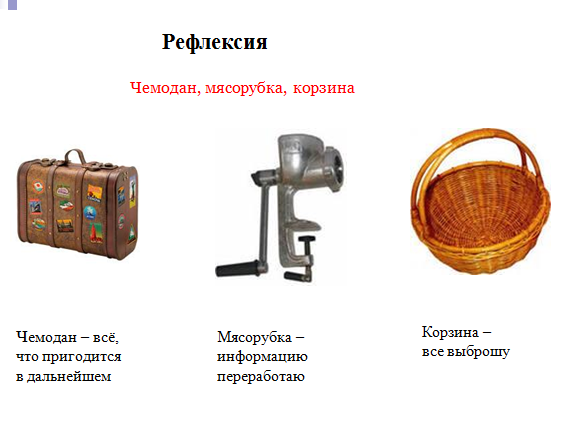 Рефлексия
Чемодан, мясорубка, корзина
Чемодан – всё,
что пригодится
в дальнейшем
Мясорубка –
информацию
переработаю
Корзина –
все выброшу